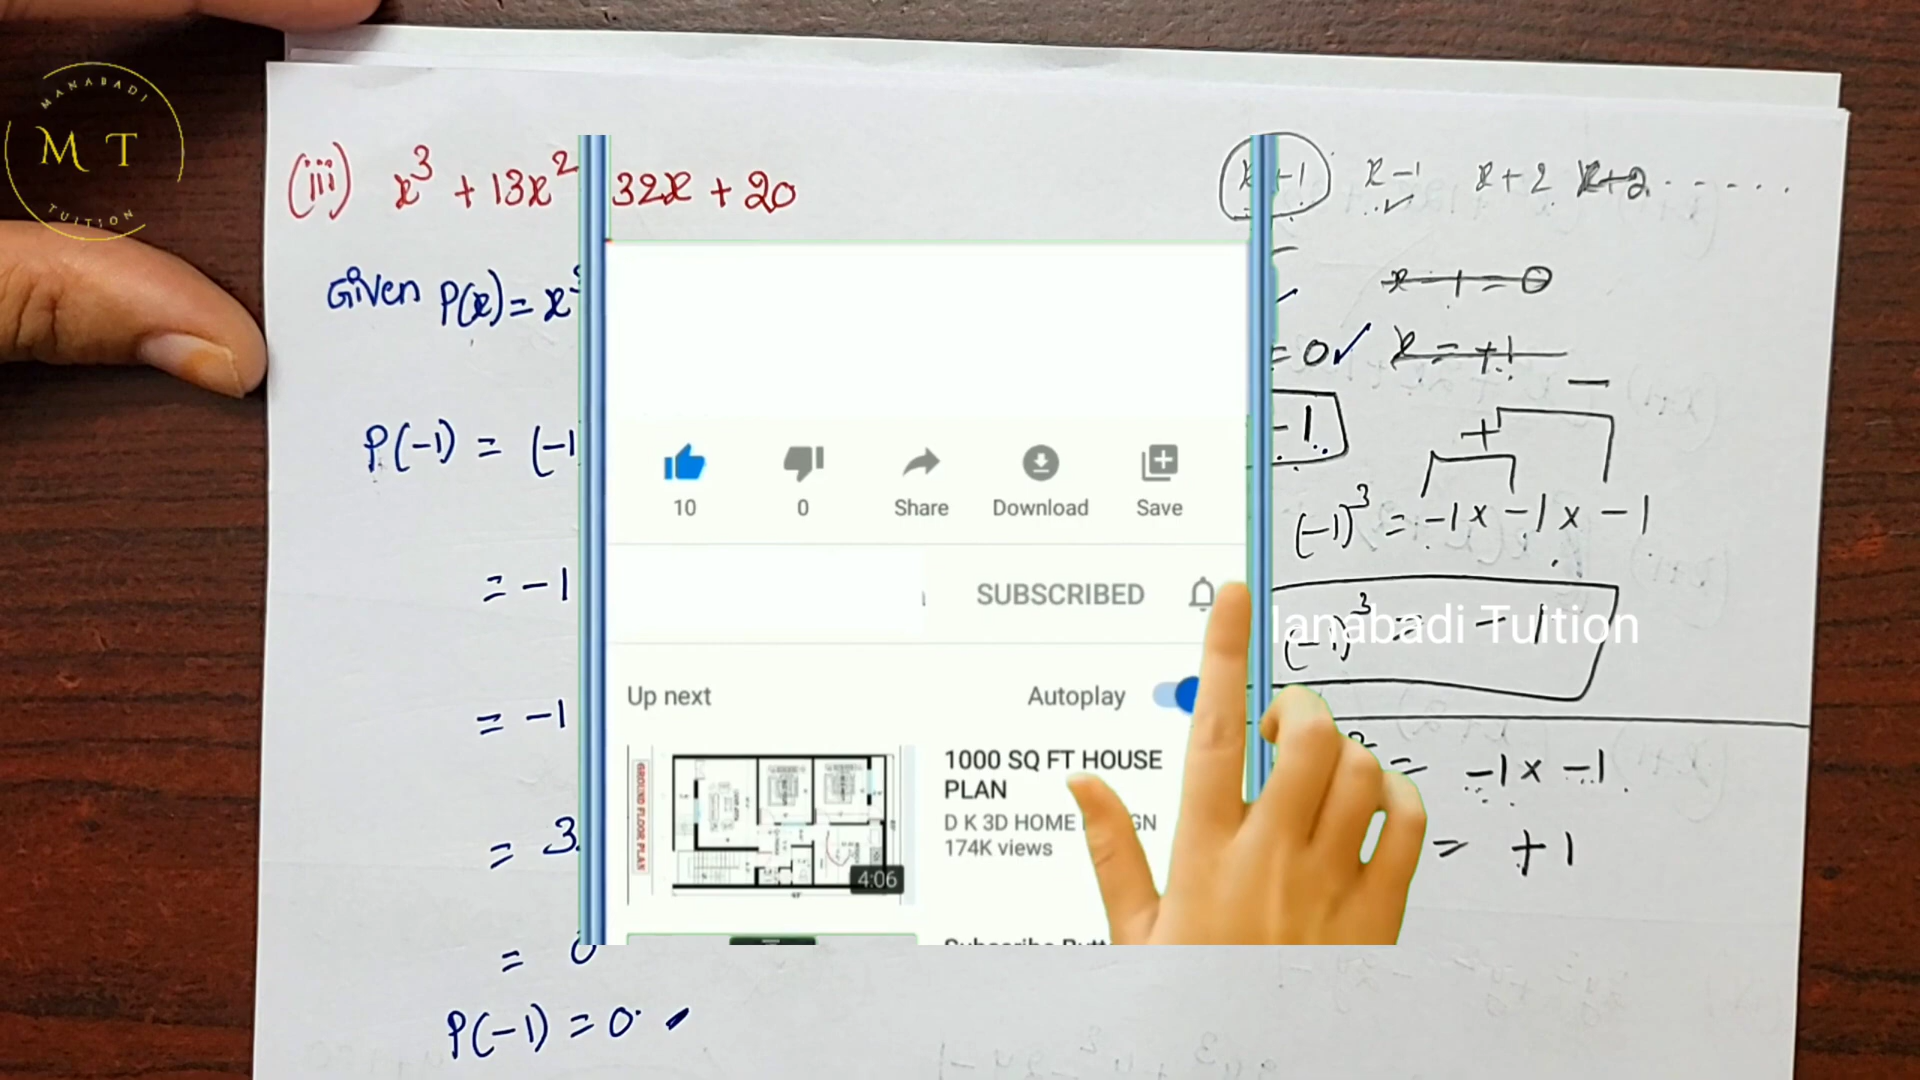 MANABADI
M T
TUITION
(iii) x³ + 13x² 32x + 20
x+1 x-1 x+2 x+2 ......
Given P(x) = x³
x-1=0
=0✓ x=+1
-1
P(-1) = (-1
+ -
(-1)³ = -1 x -1 x -1
10 0 Share Download Save
= -1
SUBSCRIBED
(-1)³ = -1
anabadi Tuition
Up next Autoplay
= -1
= -1 x -1
1000 SQ FT HOUSE
PLAN
D K 3D HOME
174K views
GROUND FLOOR PLAN
4:06
= 3
= +1
= 0
P(-1) = 0